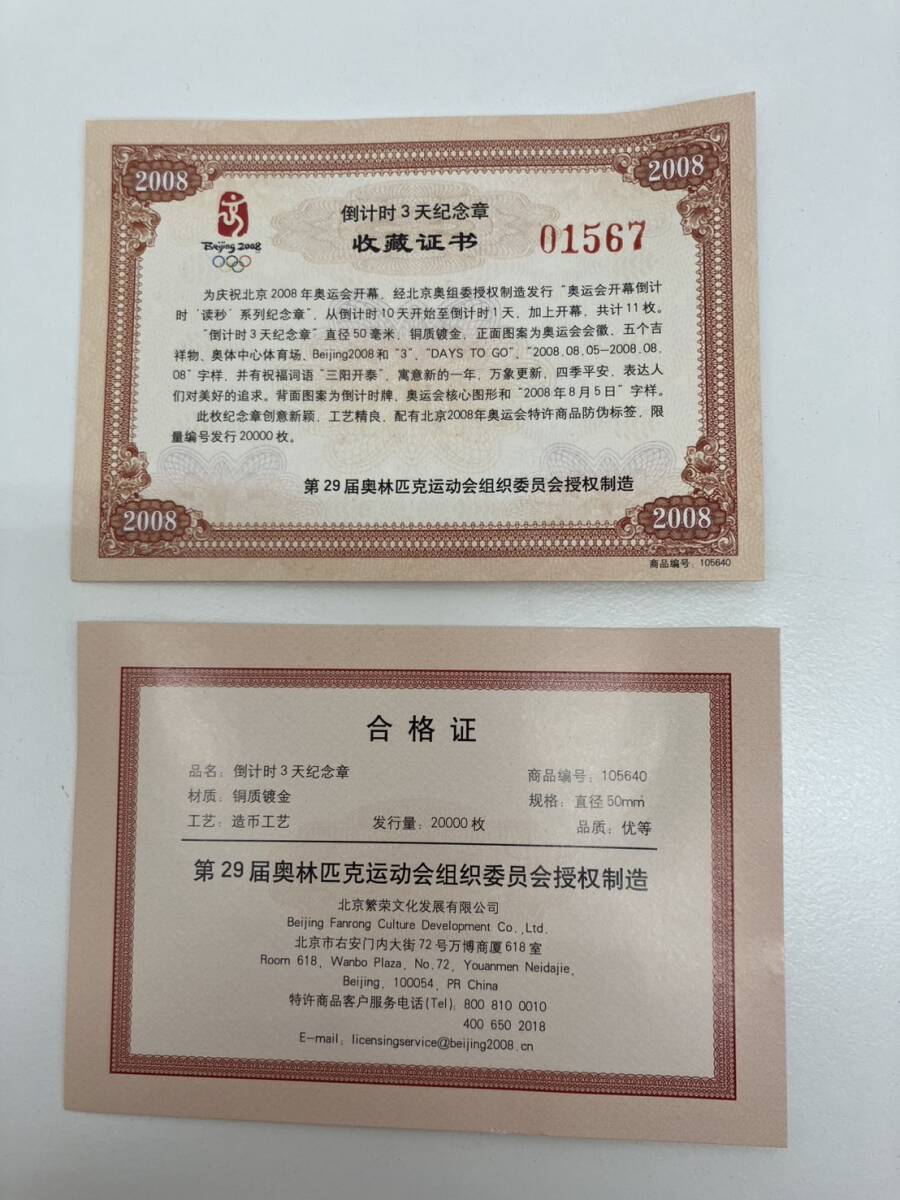 2008
2008
倒计时3天纪念章
收藏证书
01567
Beijing 2008
为庆祝北京2008年奥运会开幕，经北京奥组委授权制造发行“奥运会开幕倒计
时‘读秒’系列纪念章”，从倒计时10天开始至倒计时1天，加上开幕，共计11枚。
“倒计时3天纪念章”直径50毫米，铜质镀金，正面图案为奥运会会徽、五个吉
祥物、奥体中心体育场、Beijing2008和“3”、“DAYS TO GO”、“2008.08.05—2008.08.
08”字样，并有祝福词语“三阳开泰”，寓意新的一年，万象更新，四季平安，表达人
们对美好的追求。背面图案为倒计时牌、奥运会核心图形和“2008年8月5日”字样。
此枚纪念章创意新颖，工艺精良，配有北京2008年奥运会特许商品防伪标签，限
量编号发行20000枚。
第29届奥林匹克运动会组织委员会授权制造
2008
2008
商品编号：105640
合格证
品名：倒计时3天纪念章
商品编号：105640
材质：铜质镀金
规格：直径50mm
工艺：造币工艺
发行量：20000枚
品质：优等
第29届奥林匹克运动会组织委员会授权制造
北京繁荣文化发展有限公司
Beijing Fanrong Culture Development Co.,Ltd.
北京市右安门内大街72号万博商厦618室
Room 618, Wanbo Plaza, No.72, Youanmen Neidajie,
Beijing, 100054, PR China
特许商品客户服务电话(Tel)：800 810 0010
400 650 2018
E-mail：licensingservice@beijing2008.cn